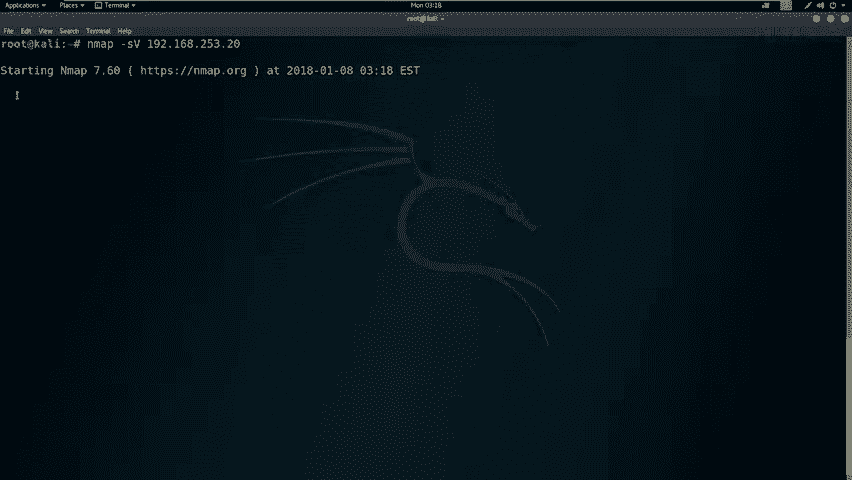 Applications Places Terminal Mon 03:18
root@kali: ~
File Edit View Search Terminal Help
root@kali:~# nmap -sV 192.168.253.20
Starting Nmap 7.60 ( https://nmap.org ) at 2018-01-08 03:18 EST